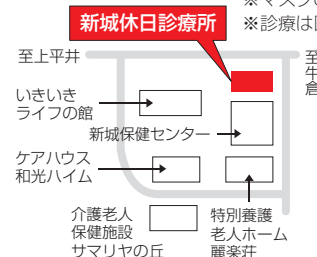 ※マスク
新城休日診療所
※診療は
至上平井
至
牛
倉
いきいき
ライフの館
新城保健センター
ケアハウス
和光ハイム
介護老人
保健施設
サマリヤの丘
特別養護
老人ホーム
麗楽荘